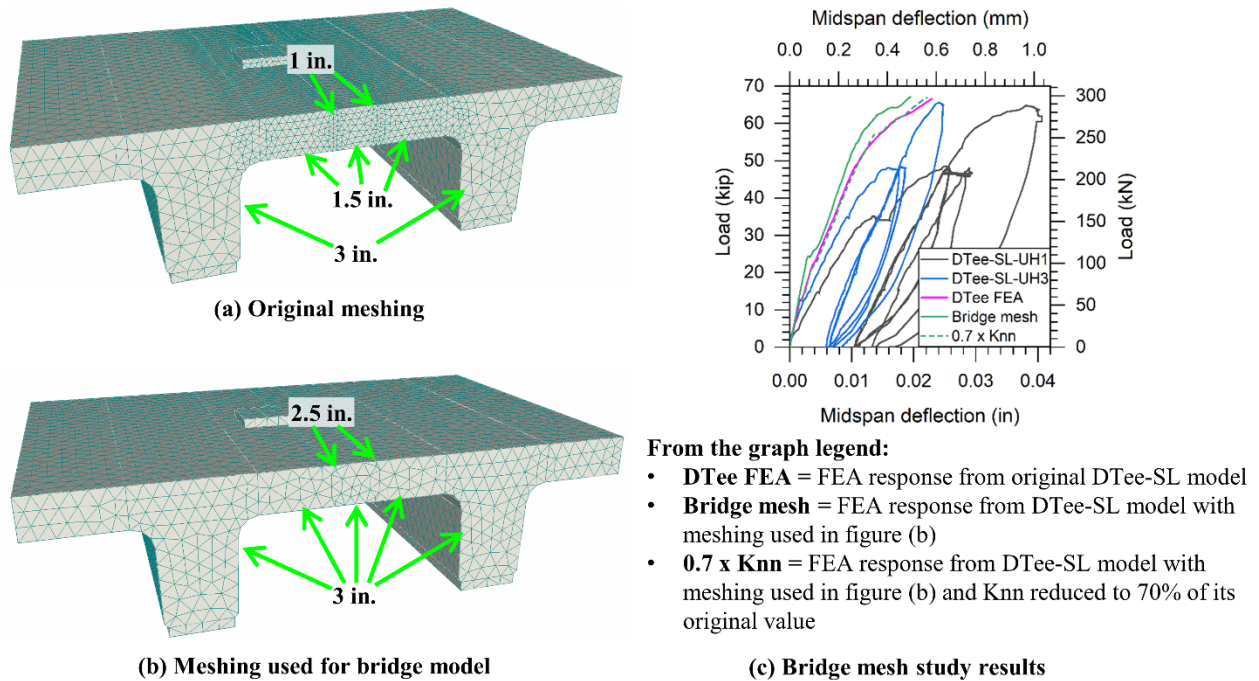 1 in.
1.5 in.
3 in.
(a) Original meshing
2.5 in.
3 in.
(b) Meshing used for bridge model
Midspan deflection (mm)
0.0 0.2 0.4 0.6 0.8 1.0
70
60
50
40
30
20
10
0
Load (kip)
300
250
200
150
100
50
0
Load (kN)
DTee-SL-UH1
DTee-SL-UH3
DTee FEA
Bridge mesh
0.7 x Knn
0.00 0.01 0.02 0.03 0.04
Midspan deflection (in)
From the graph legend:
• DTee FEA = FEA response from original DTee-SL model
• Bridge mesh = FEA response from DTee-SL model with
meshing used in figure (b)
• 0.7 x Knn = FEA response from DTee-SL model with
meshing used in figure (b) and Knn reduced to 70% of its
original value
(c) Bridge mesh study results